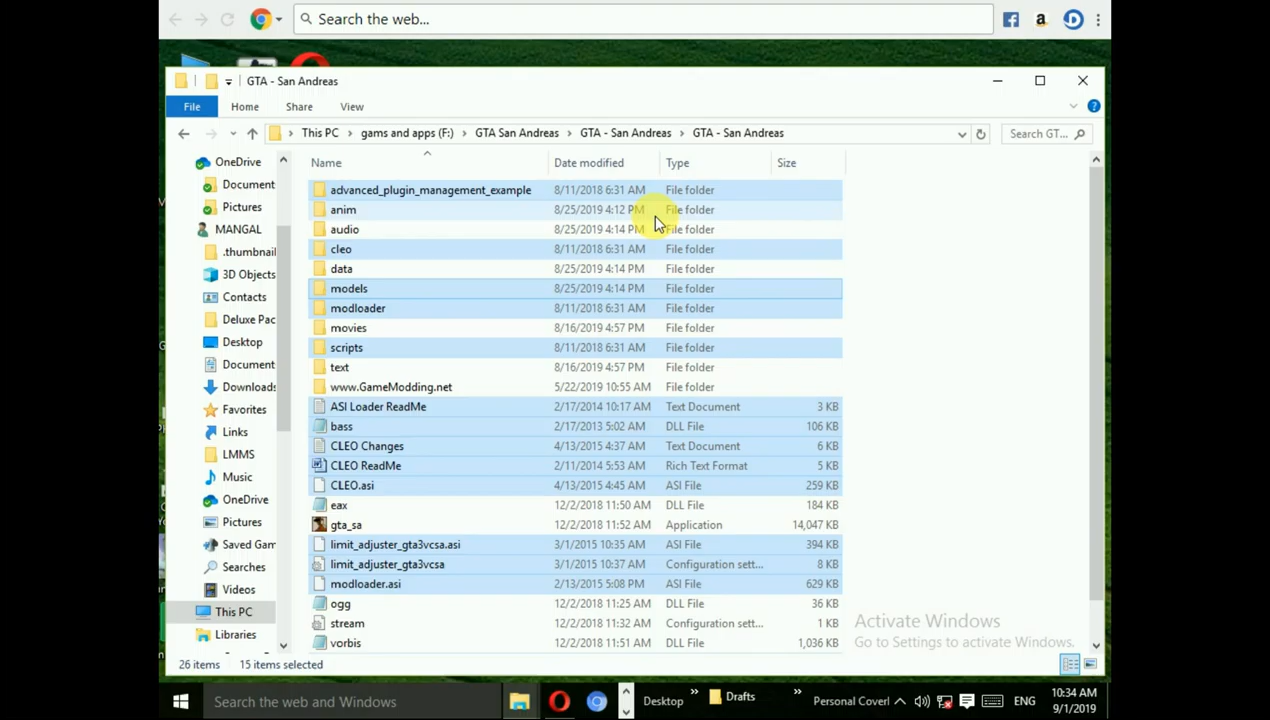 Search the web...
GTA - San Andreas
File Home Share View
This PC gams and apps (F:) GTA San Andreas GTA - San Andreas GTA - San Andreas
Search GT...
Name Date modified Type Size
OneDrive
Document
Pictures
MANGAL
.thumbnail
3D Objects
Contacts
Deluxe Pac
Desktop
Document
Downloads
Favorites
Links
LMMS
Music
OneDrive
Pictures
Saved Gam
Searches
Videos
This PC
Libraries
advanced_plugin_management_example 8/11/2018 6:31 AM File folder
anim 8/25/2019 4:12 PM File folder
audio 8/25/2019 4:14 PM File folder
cleo 8/11/2018 6:31 AM File folder
data 8/25/2019 4:14 PM File folder
models 8/25/2019 4:14 PM File folder
modloader 8/11/2018 6:31 AM File folder
movies 8/16/2019 4:57 PM File folder
scripts 8/11/2018 6:31 AM File folder
text 8/16/2019 4:57 PM File folder
www.GameModding.net 5/22/2019 10:55 AM File folder
ASI Loader ReadMe 2/17/2014 10:17 AM Text Document 3 KB
bass 2/17/2013 5:02 AM DLL File 106 KB
CLEO Changes 4/13/2015 4:37 AM Text Document 6 KB
CLEO ReadMe 2/11/2014 5:53 AM Rich Text Format 5 KB
CLEO.asi 4/13/2015 4:45 AM ASI File 259 KB
eax 12/2/2018 11:50 AM DLL File 184 KB
gta_sa 12/2/2018 11:52 AM Application 14,047 KB
limit_adjuster_gta3vcsa.asi 3/1/2015 10:35 AM ASI File 394 KB
limit_adjuster_gta3vcsa 3/1/2015 10:37 AM Configuration sett... 8 KB
modloader.asi 2/13/2015 5:08 PM ASI File 629 KB
ogg 12/2/2018 11:25 AM DLL File 36 KB
stream 12/2/2018 11:32 AM Configuration sett... 1 KB
vorbis 12/2/2018 11:51 AM DLL File 1,036 KB
Activate Windows
Go to Settings to activate Windows.
26 items 15 items selected
Search the web and Windows
Desktop
Drafts
Personal Coverl
ENG
10:34 AM
9/1/2019